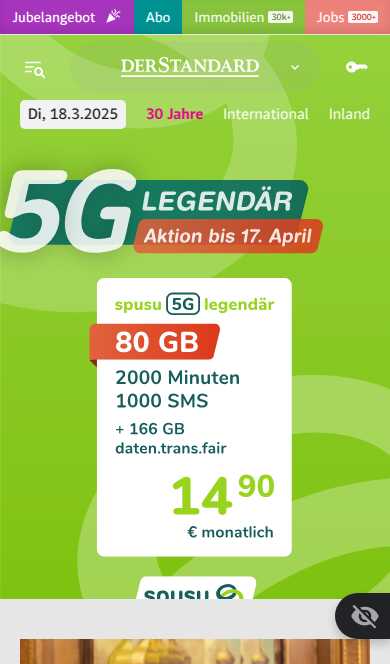 Jubelangebot
Abo
Immobilien 30k+
Jobs 3000+
DERSTANDARD
Di, 18.3.2025
30 Jahre
International
Inland
5G LEGENDÄR
Aktion bis 17. April
spusu 5G legendär
80 GB
2000 Minuten
1000 SMS
+ 166 GB
daten.trans.fair
14 90
€ monatlich
spusu